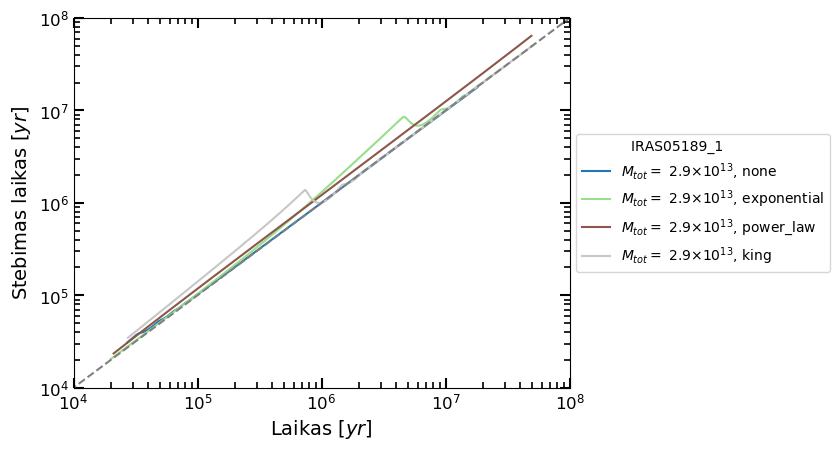 10^8
10^7
10^6
10^5
10^4
Stebimas laikas [yr]
10^4 10^5 10^6 10^7 10^8
Laikas [yr]
IRAS05189_1
M_tot = 2.9×10^13, none
M_tot = 2.9×10^13, exponential
M_tot = 2.9×10^13, power_law
M_tot = 2.9×10^13, king